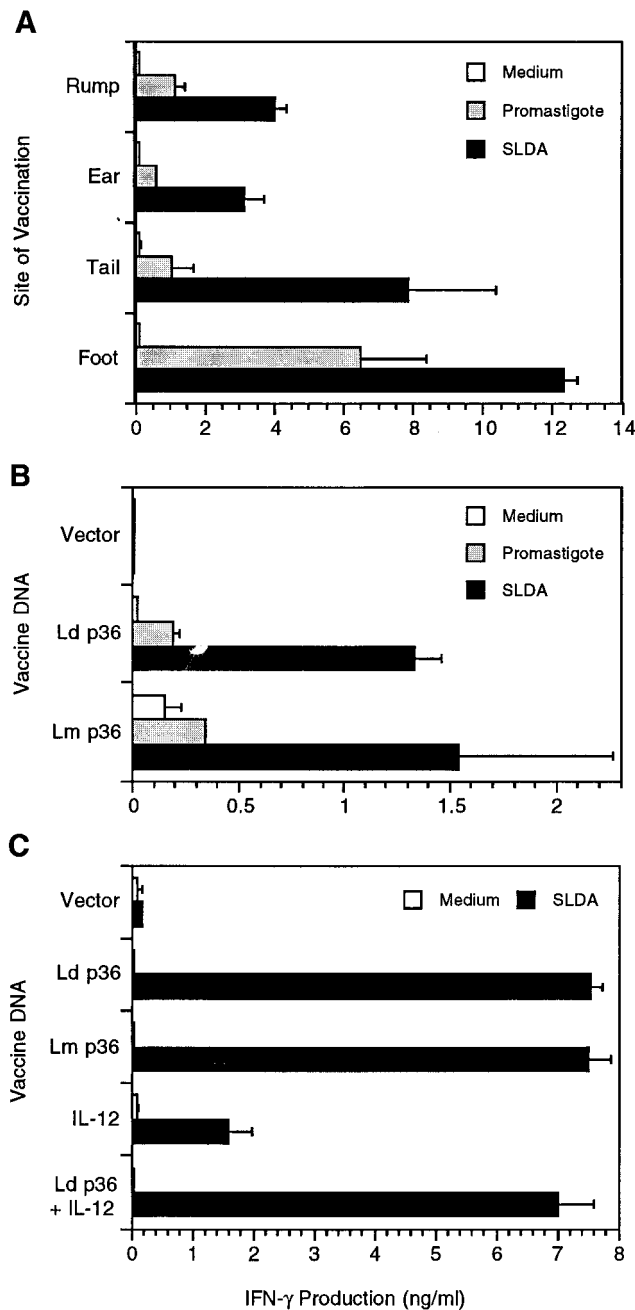 A
Site of Vaccination
Rump
Ear
Tail
Foot
Medium
Promastigote
SLDA
0 2 4 6 8 10 12 14
B
Vaccine DNA
Vector
Ld p36
Lm p36
Medium
Promastigote
SLDA
0 0.5 1 1.5 2
C
Vaccine DNA
Vector
Ld p36
Lm p36
IL-12
Ld p36
+ IL-12
Medium SLDA
0 1 2 3 4 5 6 7 8
IFN-γ Production (ng/ml)